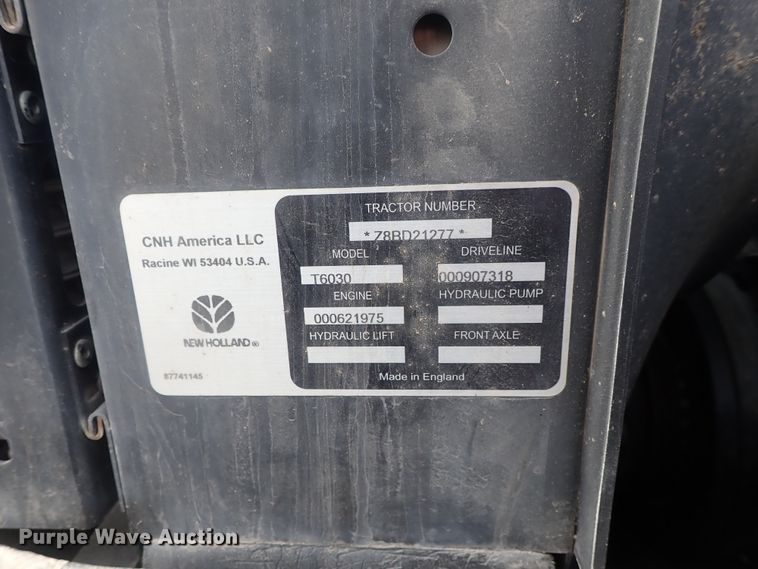 CNH America LLC
Racine WI 53404 U.S.A.
NEW HOLLAND ®
87741145
TRACTOR NUMBER
* Z8BD21277 *
MODEL DRIVELINE
T6030 000907318
ENGINE HYDRAULIC PUMP
000621975
HYDRAULIC LIFT FRONT AXLE
Made in England
Purple Wave Auction